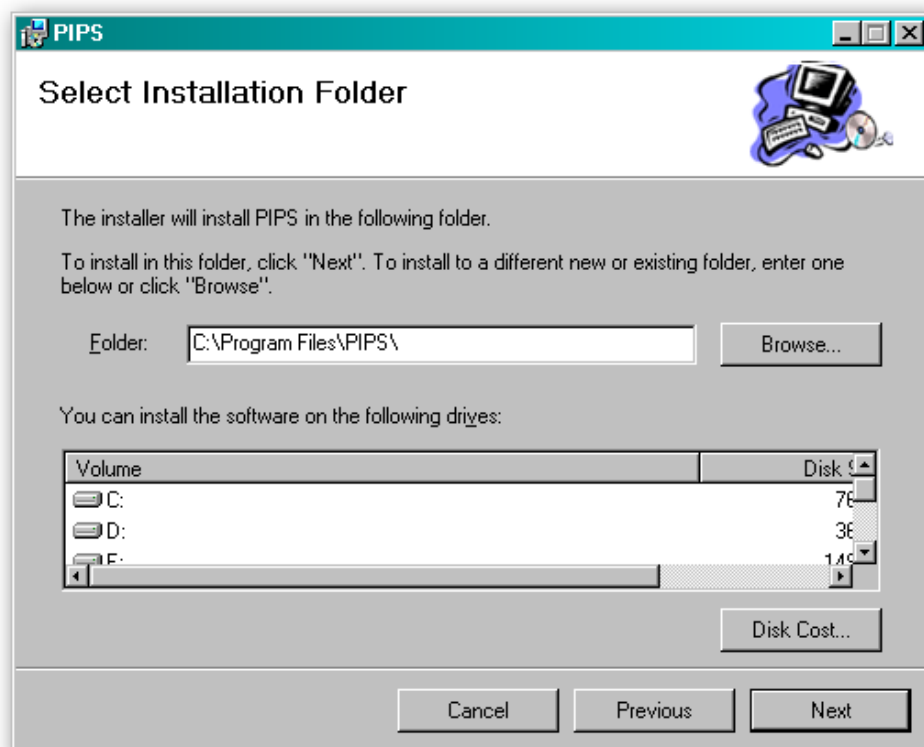 PIPS
Select Installation Folder
The installer will install PIPS in the following folder.
To install in this folder, click "Next". To install to a different new or existing folder, enter one
below or click "Browse".
Folder: C:\Program Files\PIPS\ Browse...
You can install the software on the following drives:
Volume Disk
C:
D:
Disk Cost...
Cancel Previous Next